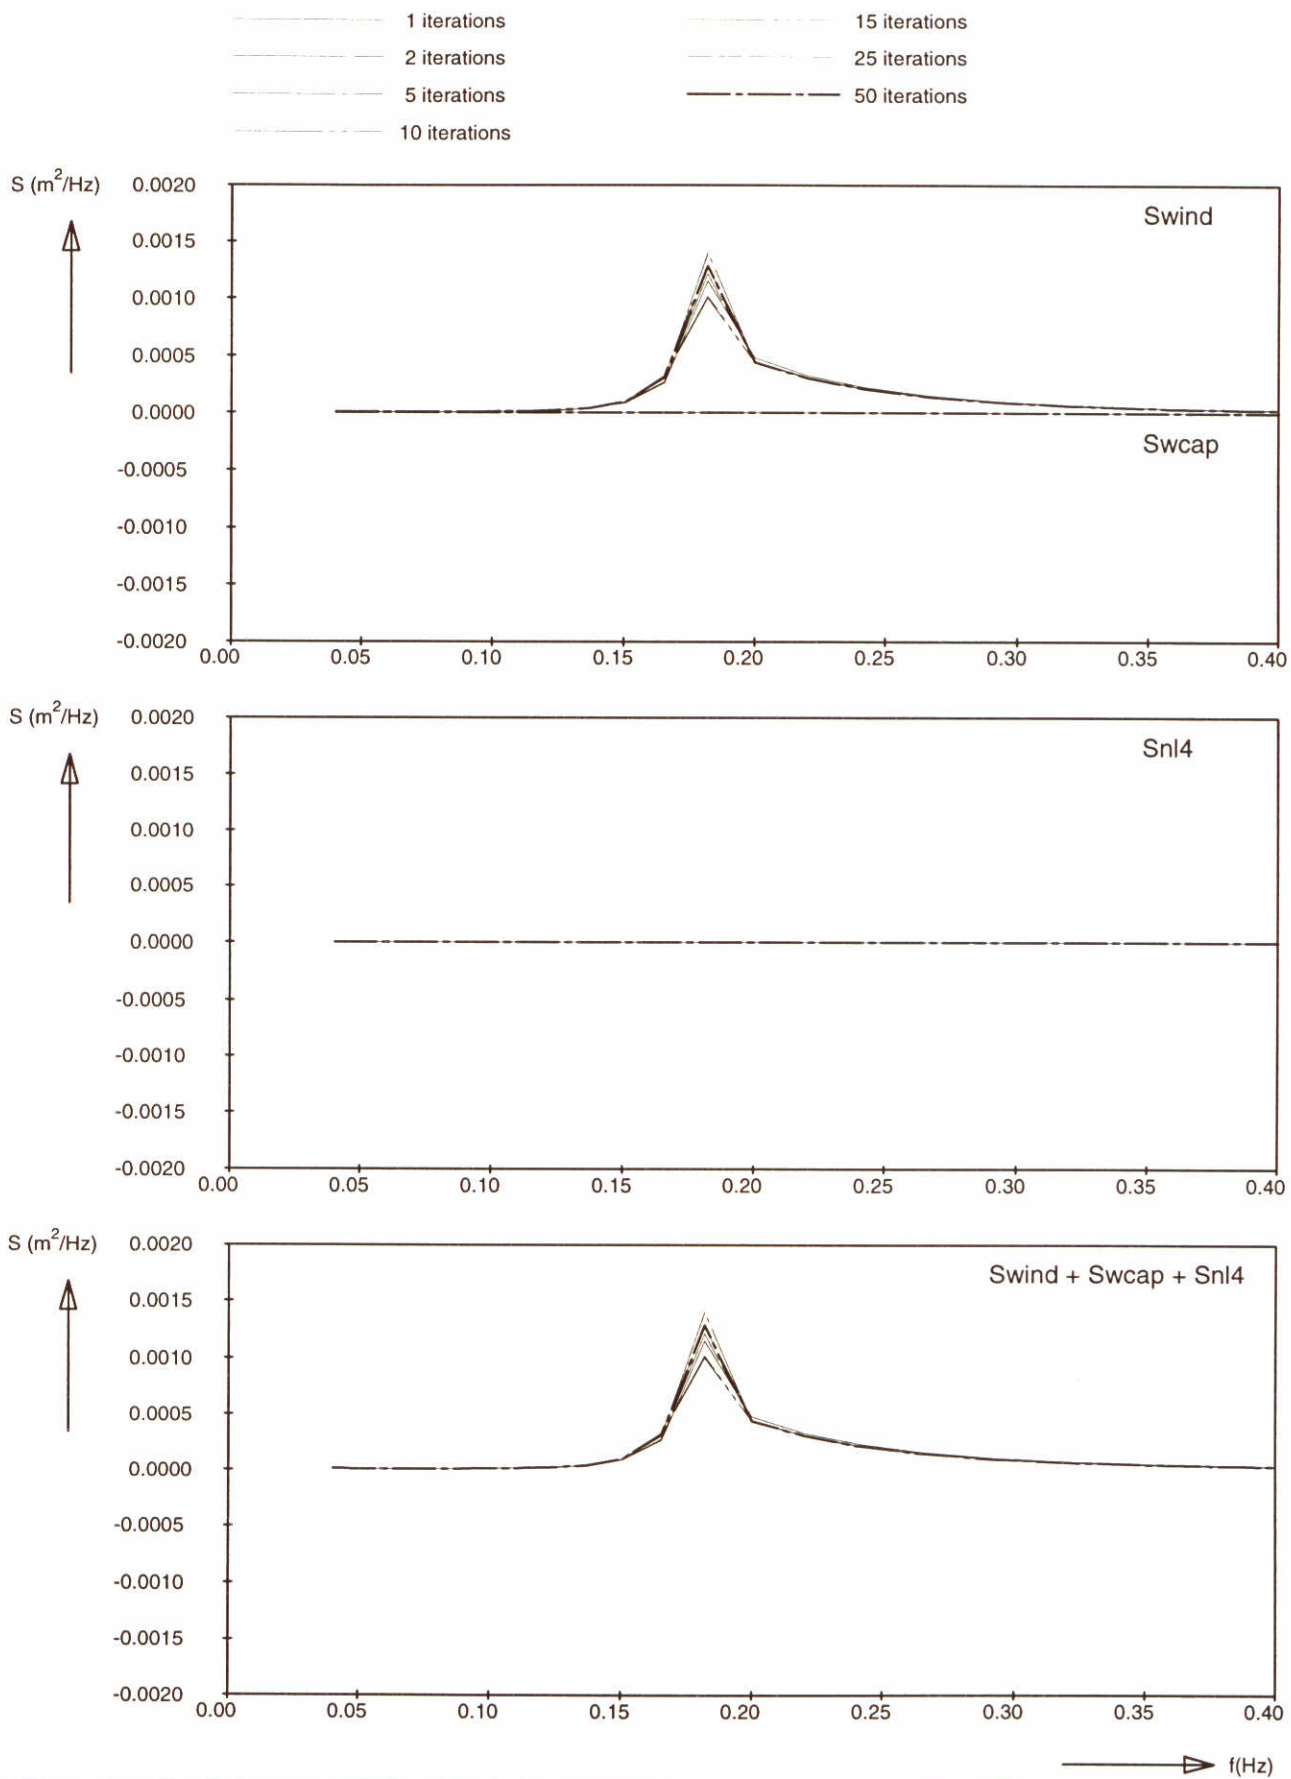 1 iterations 15 iterations
2 iterations 25 iterations
5 iterations 50 iterations
10 iterations
S (m²/Hz) 0.0020
Swind
0.0015
0.0010
0.0005
0.0000
Swcap
-0.0005
-0.0010
-0.0015
-0.0020
0.00 0.05 0.10 0.15 0.20 0.25 0.30 0.35 0.40
S (m²/Hz) 0.0020
Snl4
0.0015
0.0010
0.0005
0.0000
-0.0005
-0.0010
-0.0015
-0.0020
0.00 0.05 0.10 0.15 0.20 0.25 0.30 0.35 0.40
S (m²/Hz) 0.0020
Swind + Swcap + Snl4
0.0015
0.0010
0.0005
0.0000
-0.0005
-0.0010
-0.0015
-0.0020
0.00 0.05 0.10 0.15 0.20 0.25 0.30 0.35 0.40
f(Hz)